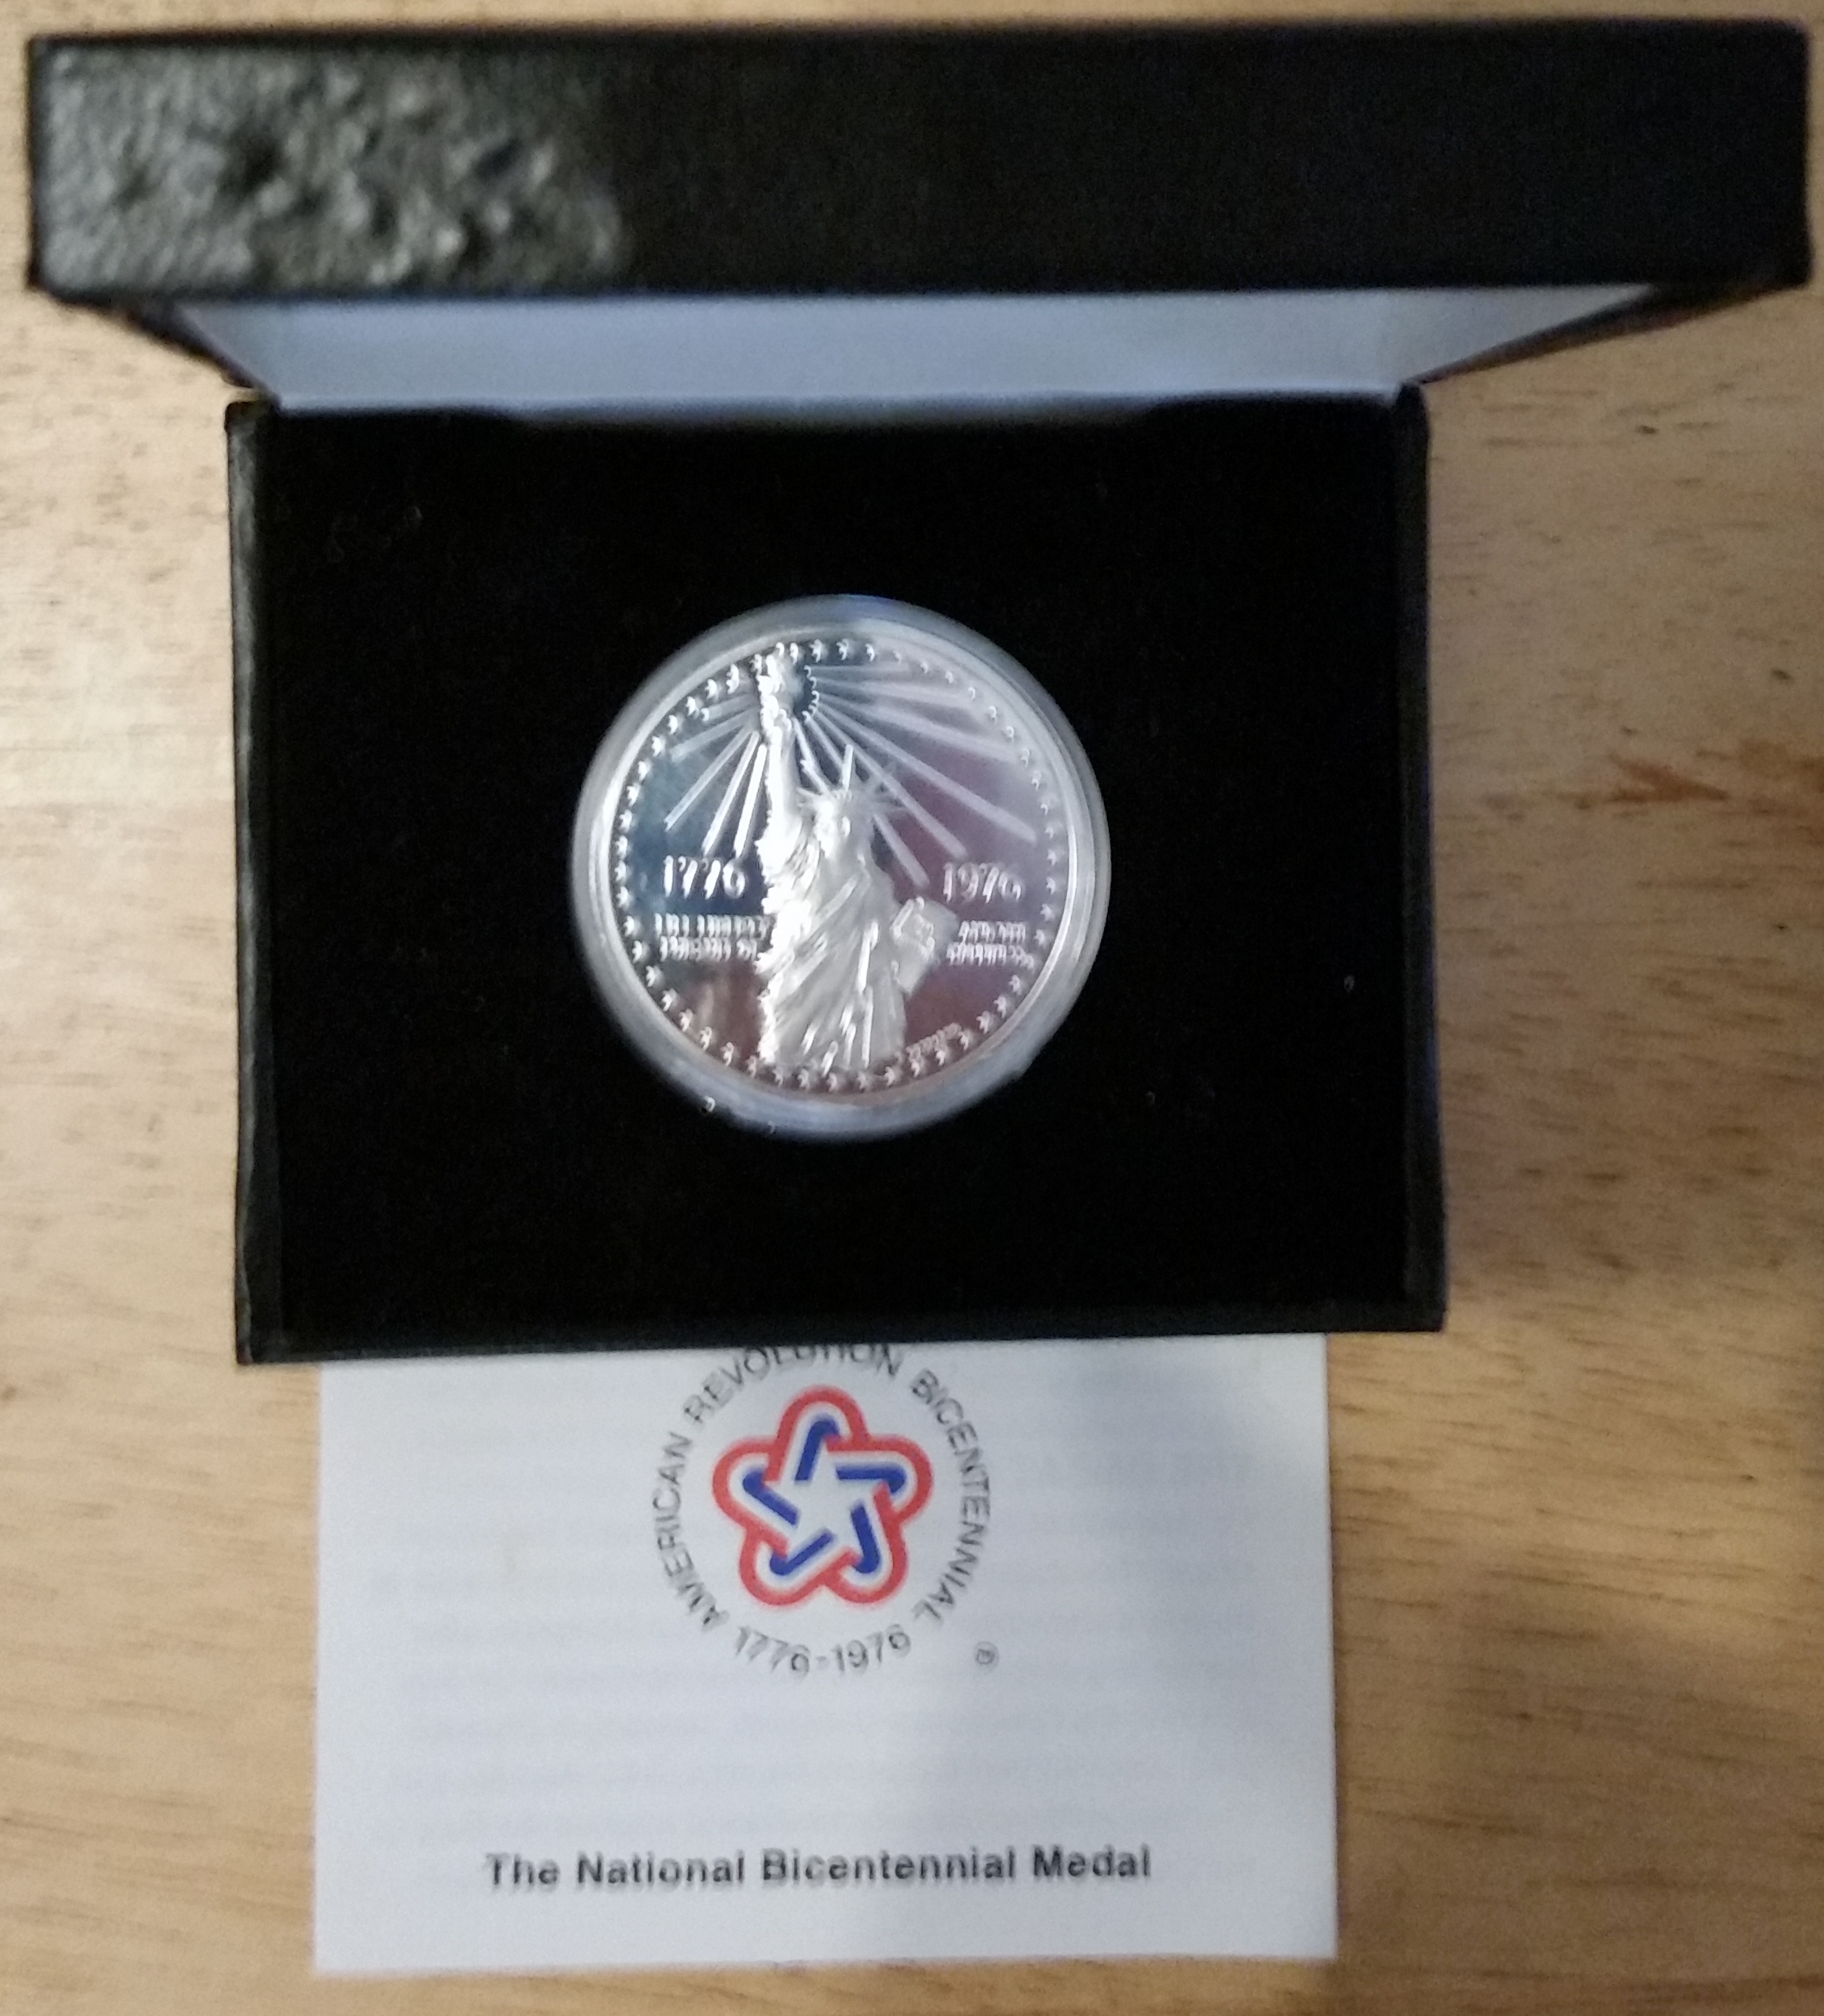 1776 1976
AMERICAN REVOLUTION BICENTENNIAL
1776-1976
®
The National Bicentennial Medal